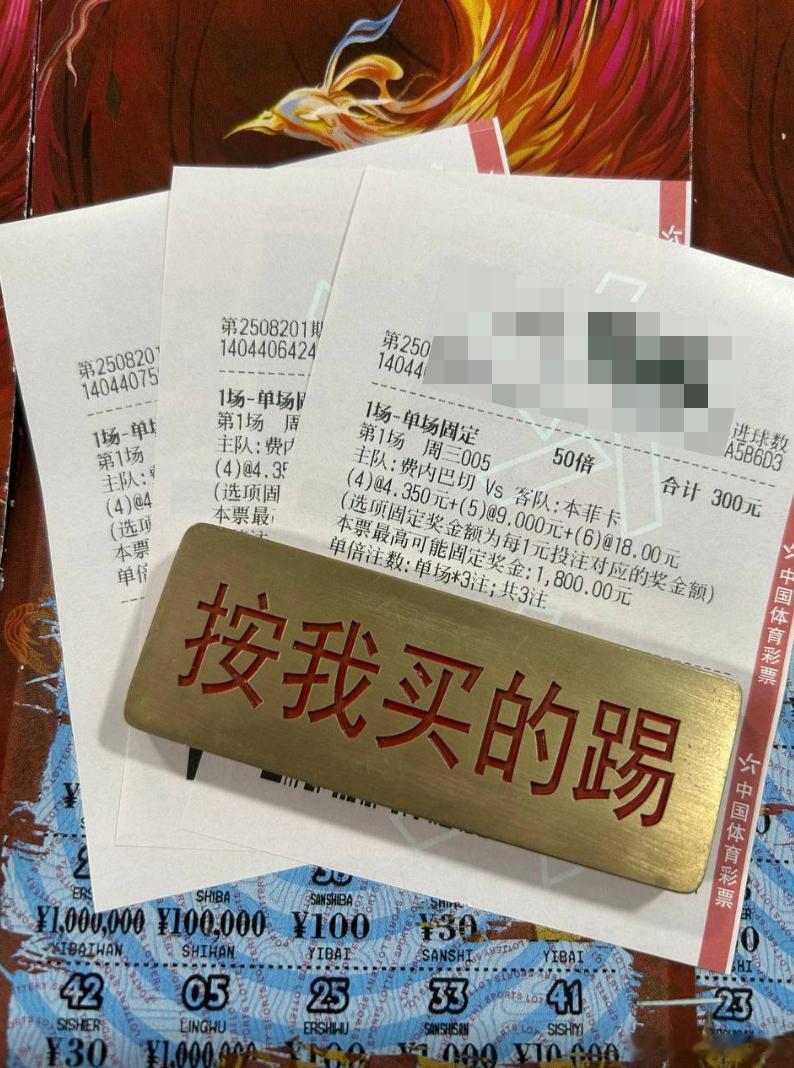 第2508201
14044075
1场-单
第1场
主队:
(4)@4
(选项
本票最
单倍
第2508201期
1404406424
1场-单场
第1场
主队:费内
(4)@4.35
(选项固
本票最
第250
14044
进球数
A5B6D3
1场-单场固定 50倍 合计 300元
第1场 周三005
主队:费内巴切 Vs 客队:本菲卡
(4)@4.350元+(5)@9.000元+(6)@18.00元
(选项固定奖金额为每1元投注对应的奖金额)
本票最高可能固定奖金:1,800.00元
单倍注数:单场*3注;共3注
中国体育彩票
中国体育彩票
按我买的踢
SHIBA SANSHIBA
¥1,000,000 ¥100,000 ¥100 ¥30
YIBAIWAN SHIWAN YIBAI SANSHI YIBAI
42 05 25 33 41 23
SISHIER LINGWU ERSHIWU SANSHISAN SISHIYI
¥30 ¥1,000,000 ¥100 ¥1,000 ¥10,000